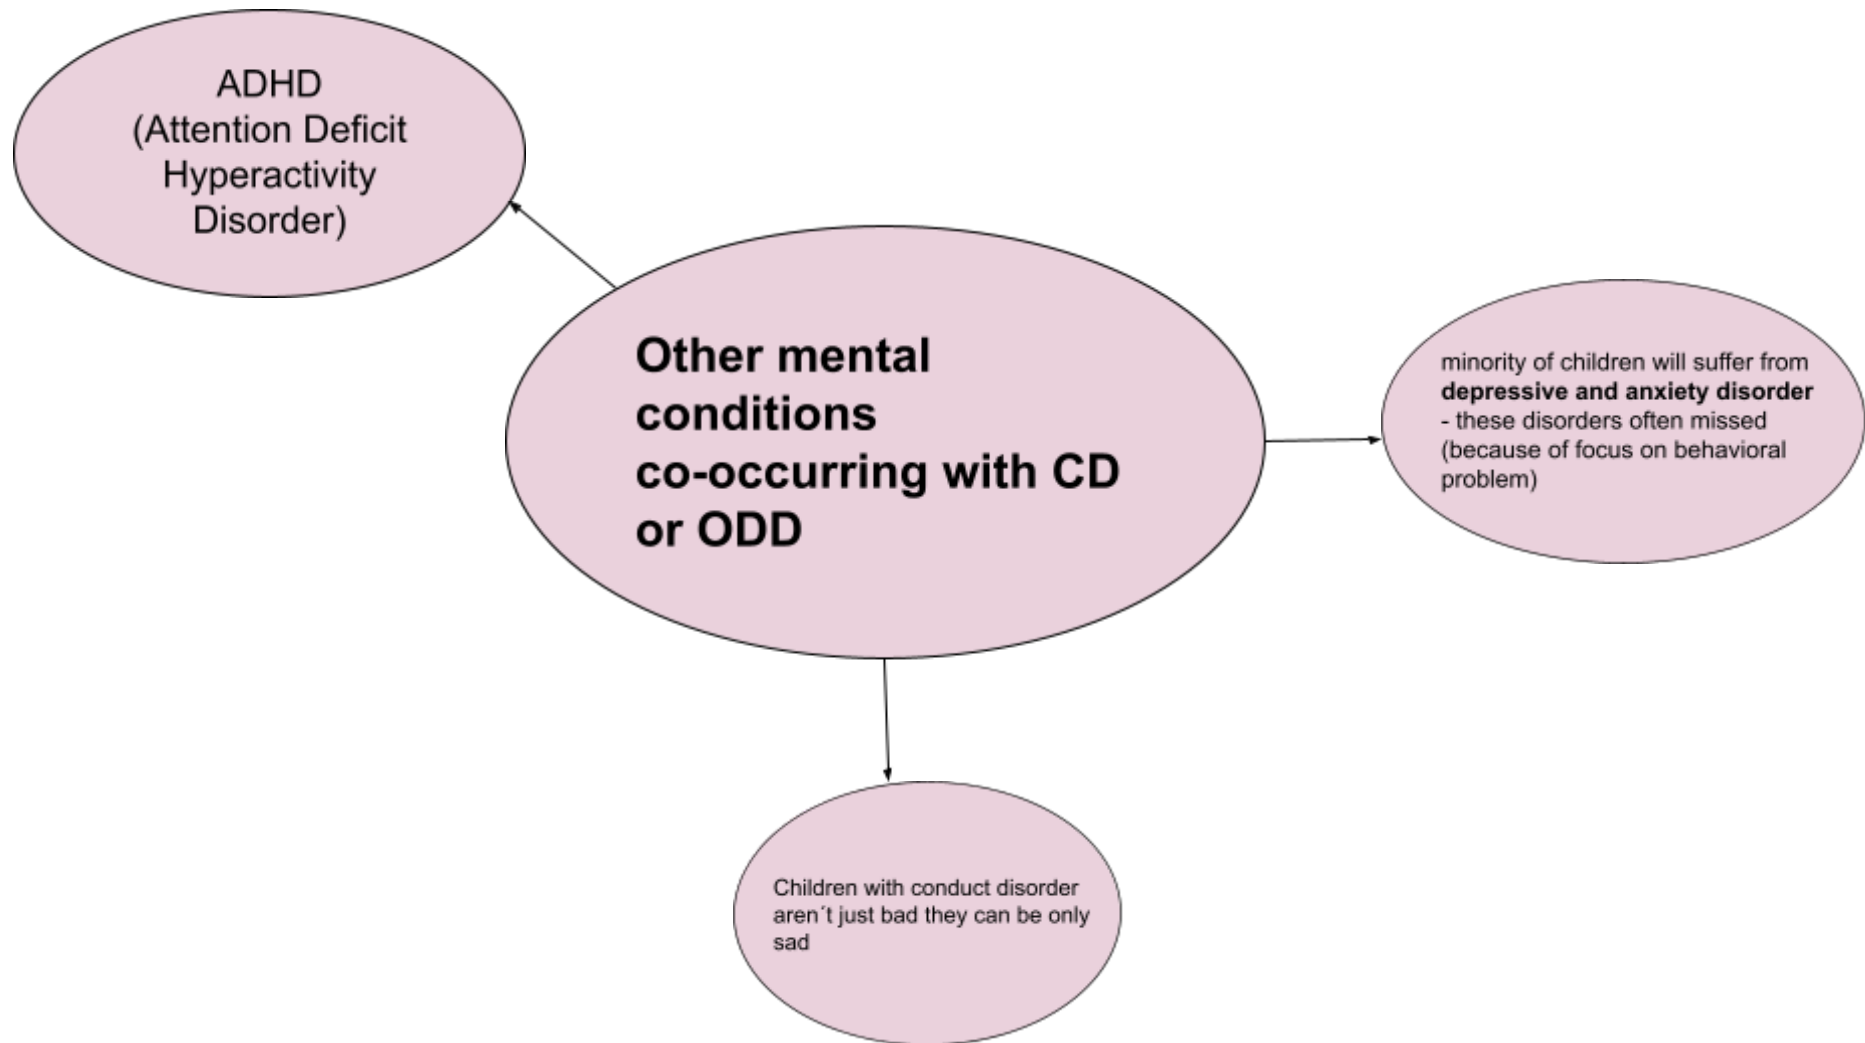 ADHD
(Attention Deficit
Hyperactivity
Disorder)
Other mental
conditions
co-occurring with CD
or ODD
minority of children will suffer from
depressive and anxiety disorder
- these disorders often missed
(because of focus on behavioral
problem)
Children with conduct disorder
aren´t just bad they can be only
sad